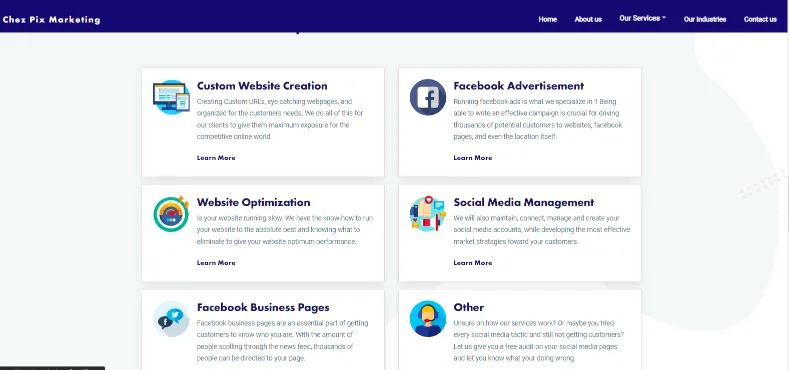 Chez Pix Marketing
Home About us Our Services Our Industries Contact us
Custom Website Creation
Creating Custom URL's, eye catching webpages, and
organized for the customers needs. We do all of this for
our clients to give them maximum exposure for the
competitive online world.
Learn More
Facebook Advertisement
Running facebook ads is what we specialize in !! Being
able to write an effective campaign is crucial for driving
thousands of potential customers to websites, facebook
pages, and even the location itself.
Learn More
Website Optimization
Is your website running slow. We have the know-how to run
your website to the absolute best and knowing what to
eliminate to give your website optimum performance.
Learn More
Social Media Management
We will also maintain, connect, manage and create your
social media accounts, while developing the most effective
market stratagies toward your customers.
Learn More
Facebook Business Pages
Facebook business pages are an essential part of getting
customers to know who you are. With the amount of
people scolling through the news feed, thousands of
people can be directed to your page.
Other
Unsure on how our services work? Or maybe you tried
every social media tactic and still not getting customers?
Let us give you a free audit on your social media pages
and let you know what your doing wrong.